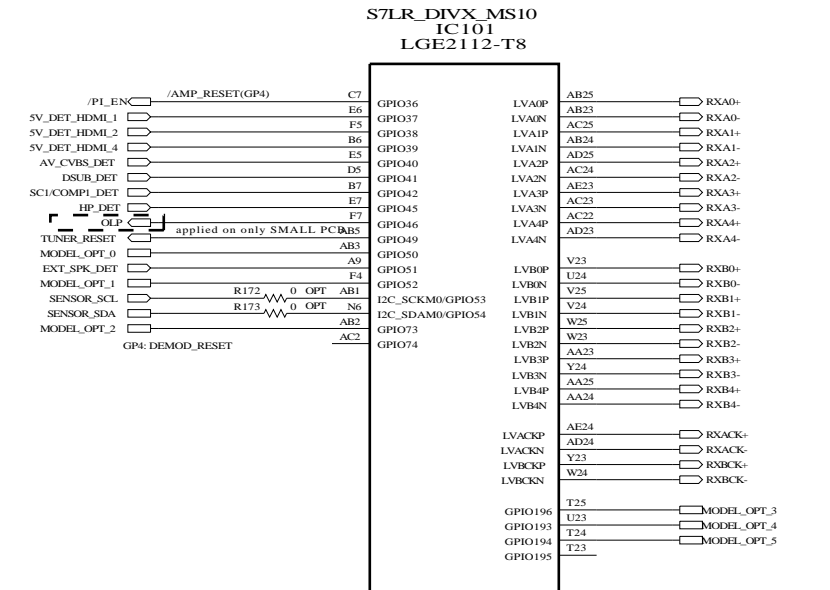 S7LR_DIVX_MS10
IC101
LGE2112-T8
/PI_EN /AMP_RESET(GP4) C7 GPIO36
5V_DET_HDMI_1 E6 GPIO37
5V_DET_HDMI_2 F5 GPIO38
5V_DET_HDMI_4 B6 GPIO39
AV_CVBS_DET E5 GPIO40
DSUB_DET D5 GPIO41
SC1/COMP1_DET B7 GPIO42
HP_DET E7 GPIO45
OLP F7 GPIO46
applied on only SMALL PCB
TUNER_RESET AB5 GPIO49
MODEL_OPT_0 AB3 GPIO50
EXT_SPK_DET A9 GPIO51
MODEL_OPT_1 F4 GPIO52
SENSOR_SCL R172 0 OPT AB1 I2C_SCKM0/GPIO53
SENSOR_SDA R173 0 OPT N6 I2C_SDAM0/GPIO54
MODEL_OPT_2 AB2 GPIO73
GP4: DEMOD_RESET AC2 GPIO74
LVA0P AB25 RXA0+
LVA0N AB23 RXA0-
LVA1P AC25 RXA1+
LVA1N AB24 RXA1-
LVA2P AD25 RXA2+
LVA2N AC24 RXA2-
LVA3P AE23 RXA3+
LVA3N AC23 RXA3-
LVA4P AC22 RXA4+
LVA4N AD23 RXA4-
LVB0P V23 RXB0+
LVB0N U24 RXB0-
LVB1P V25 RXB1+
LVB1N V24 RXB1-
LVB2P W25 RXB2+
LVB2N W23 RXB2-
LVB3P AA23 RXB3+
LVB3N Y24 RXB3-
LVB4P AA25 RXB4+
LVB4N AA24 RXB4-
LVACKP AE24 RXACK+
LVACKN AD24 RXACK-
LVBCKP Y23 RXBCK+
LVBCKN W24 RXBCK-
GPIO196 T25 MODEL_OPT_3
GPIO193 U23 MODEL_OPT_4
GPIO194 T24 MODEL_OPT_5
GPIO195 T23